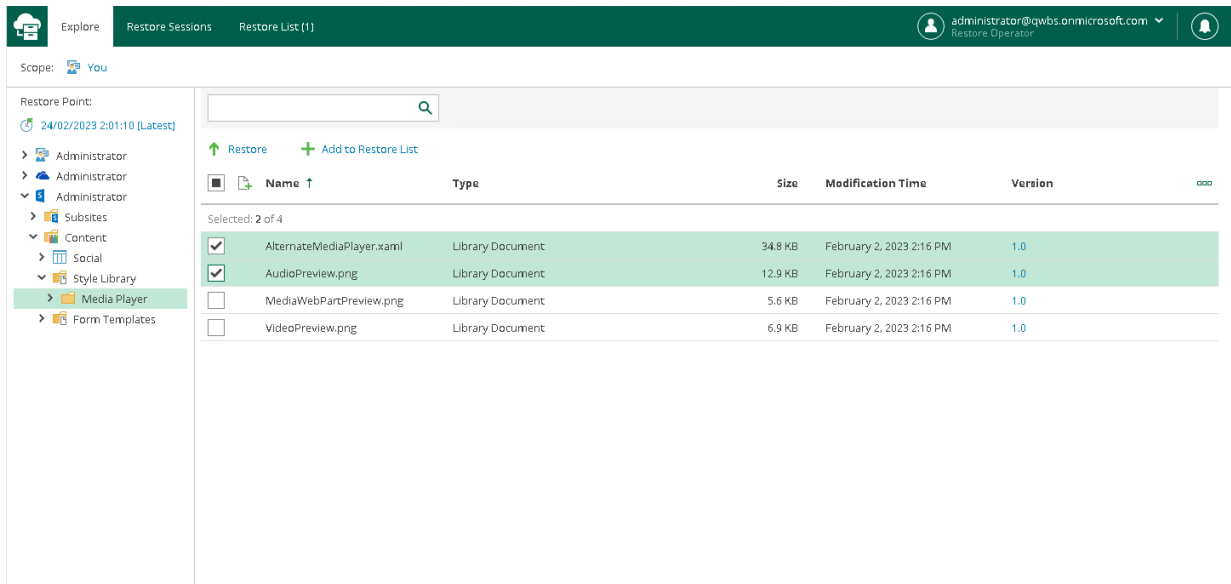 Explore Restore Sessions Restore List (1) administrator@qwbs.onmicrosoft.com
Restore Operator
Scope: You
Restore Point:
24/02/2023 2:01:10 (Latest)
Administrator
Administrator
Administrator
Subsites
Content
Social
Style Library
Media Player
Form Templates
Restore Add to Restore List
Name Type Size Modification Time Version
Selected: 2 of 4
AlternateMediaPlayer.xaml Library Document 34.8 KB February 2, 2023 2:16 PM 1.0
AudioPreview.png Library Document 12.9 KB February 2, 2023 2:16 PM 1.0
MediaWebPartPreview.png Library Document 5.6 KB February 2, 2023 2:16 PM 1.0
VideoPreview.png Library Document 6.9 KB February 2, 2023 2:16 PM 1.0